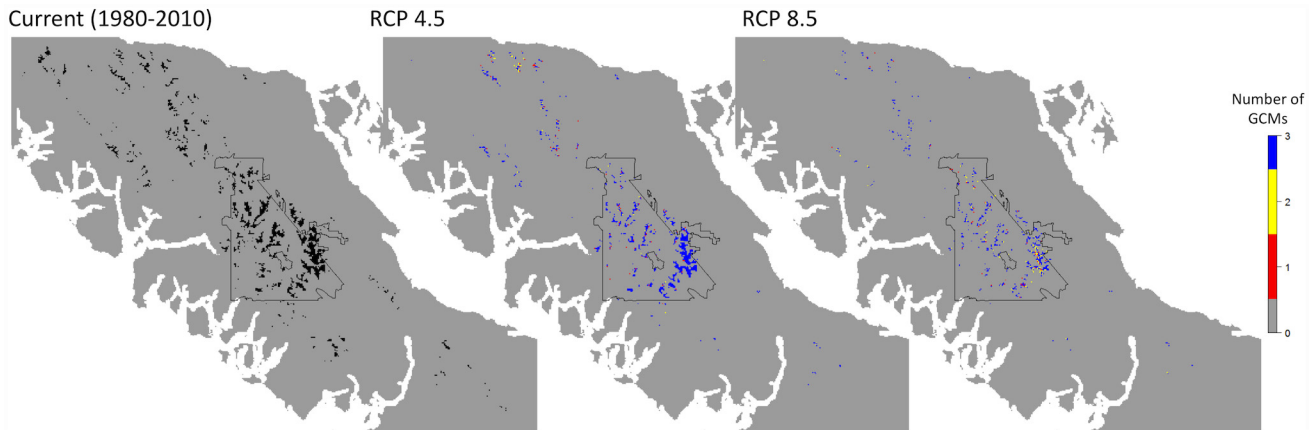 Current (1980-2010)
RCP 4.5
RCP 8.5
Number of
GCMs
3
2
1
0